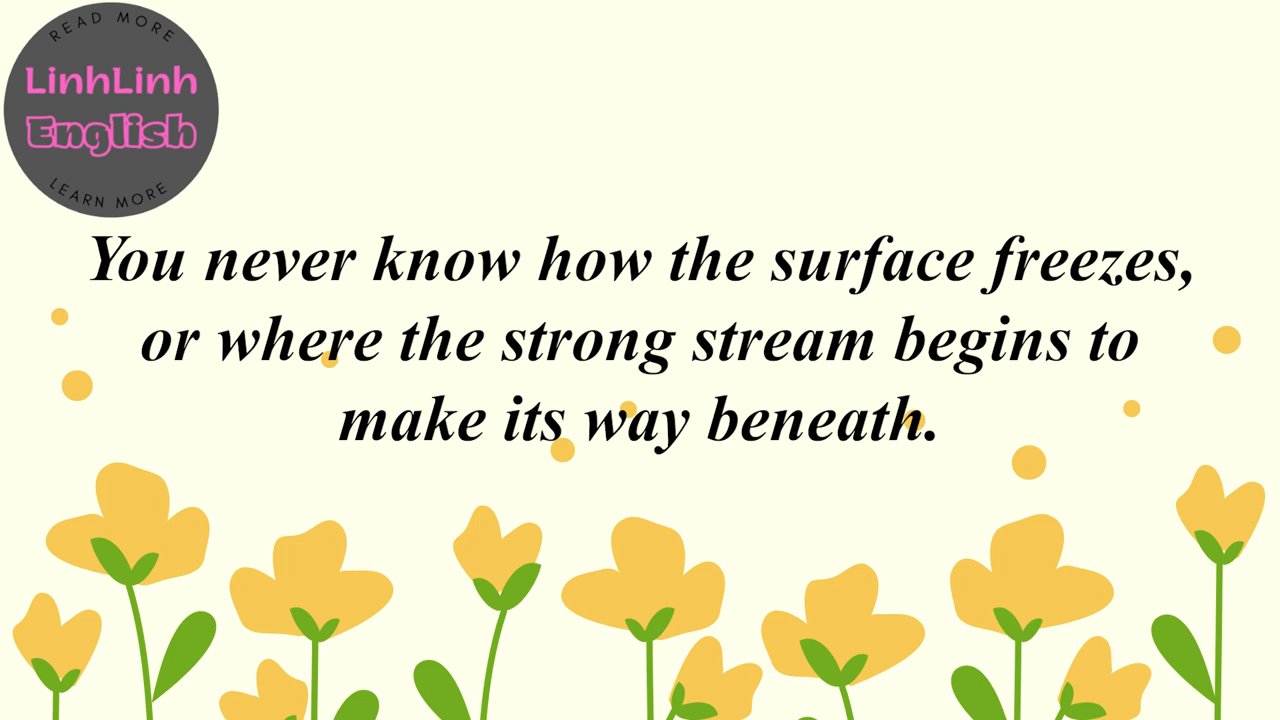 READ MORE
LinhLinh
English
LEARN MORE
You never know how the surface freezes,
or where the strong stream begins to
make its way beneath.